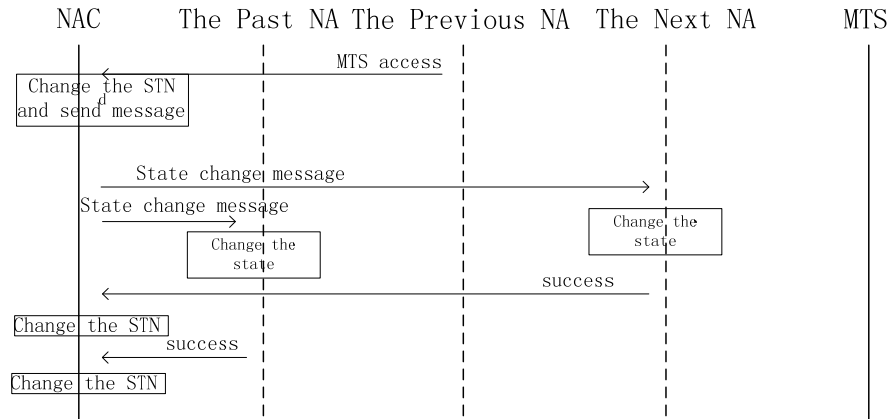 NAC The Past NA The Previous NA The Next NA MTS
MTS access
Change the STN
d
and send message
State change message
State change message
Change the
state
Change the
state
success
Change the STN
success
Change the STN